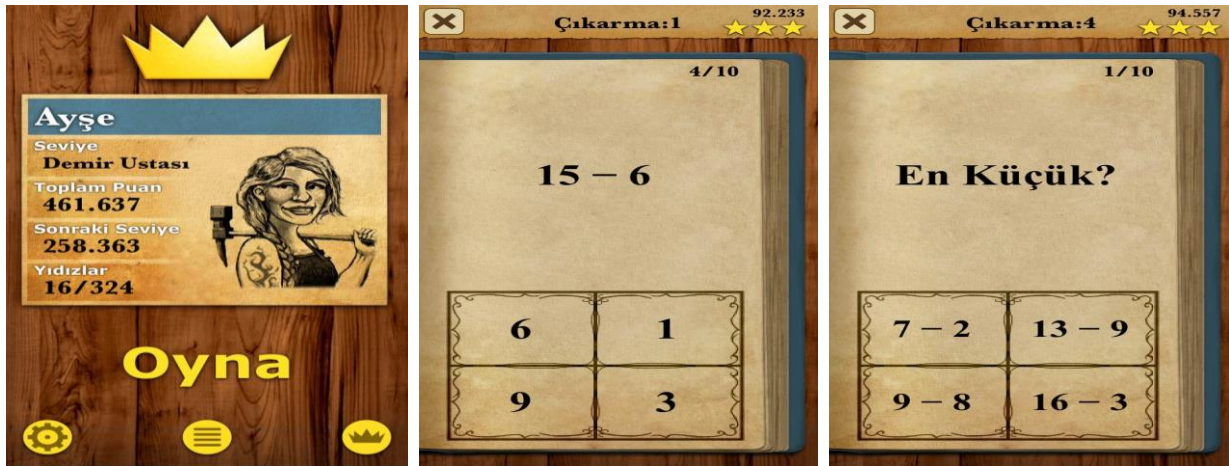 Ayşe
Seviye
Demir Ustası
Toplam Puan
461.637
Sonraki Seviye
258.363
Yıdızlar
16/324
Oyna
Çıkarma:1
92.233
4/10
15 – 6
6
1
9
3
Çıkarma:4
94.557
1/10
En Küçük?
7 – 2
13 – 9
9 – 8
16 – 3